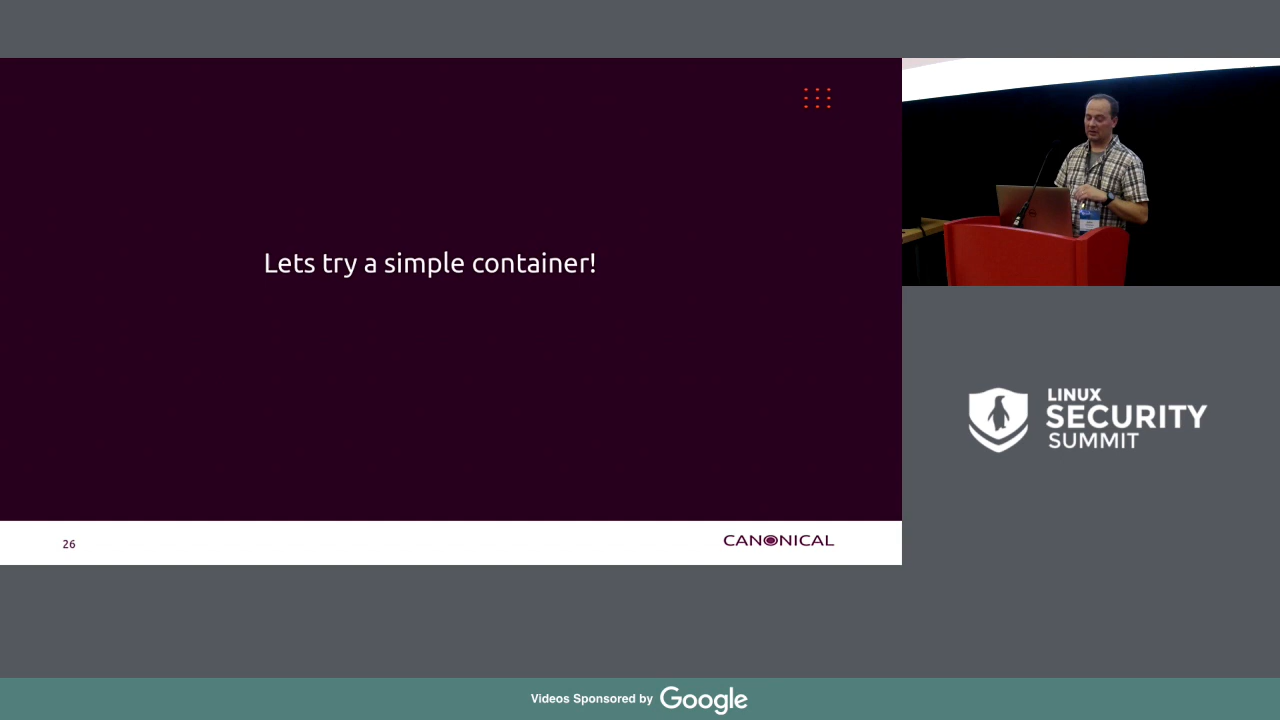 Lets try a simple container!
26
CANONICAL
LINUX
SECURITY
SUMMIT
Videos Sponsored by Google